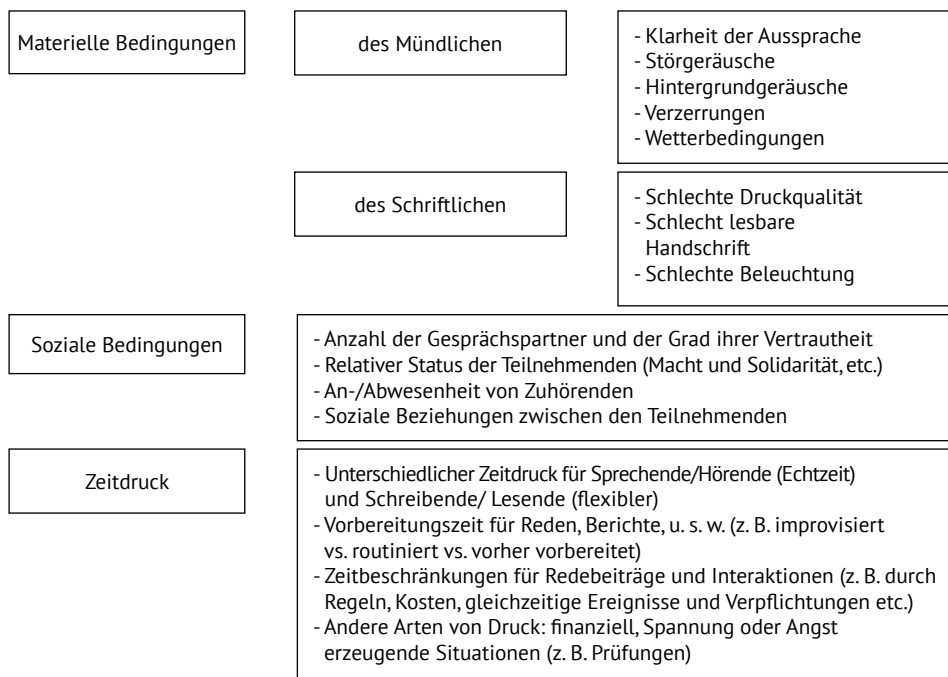 Materielle Bedingungen
des Mündlichen
- Klarheit der Aussprache
- Störgeräusche
- Hintergrundgeräusche
- Verzerrungen
- Wetterbedingungen
des Schriftlichen
- Schlechte Druckqualität
- Schlecht lesbare
Handschrift
- Schlechte Beleuchtung
Soziale Bedingungen
- Anzahl der Gesprächspartner und der Grad ihrer Vertrautheit
- Relativer Status der Teilnehmenden (Macht und Solidarität, etc.)
- An-/Abwesenheit von Zuhörenden
- Soziale Beziehungen zwischen den Teilnehmenden
Zeitdruck
- Unterschiedlicher Zeitdruck für Sprechende/Hörende (Echtzeit)
und Schreibende/ Lesende (flexibler)
- Vorbereitungszeit für Reden, Berichte, u. s. w. (z. B. improvisiert
vs. routiniert vs. vorher vorbereitet)
- Zeitbeschränkungen für Redebeiträge und Interaktionen (z. B. durch
Regeln, Kosten, gleichzeitige Ereignisse und Verpflichtungen etc.)
- Andere Arten von Druck: finanziell, Spannung oder Angst
erzeugende Situationen (z. B. Prüfungen)